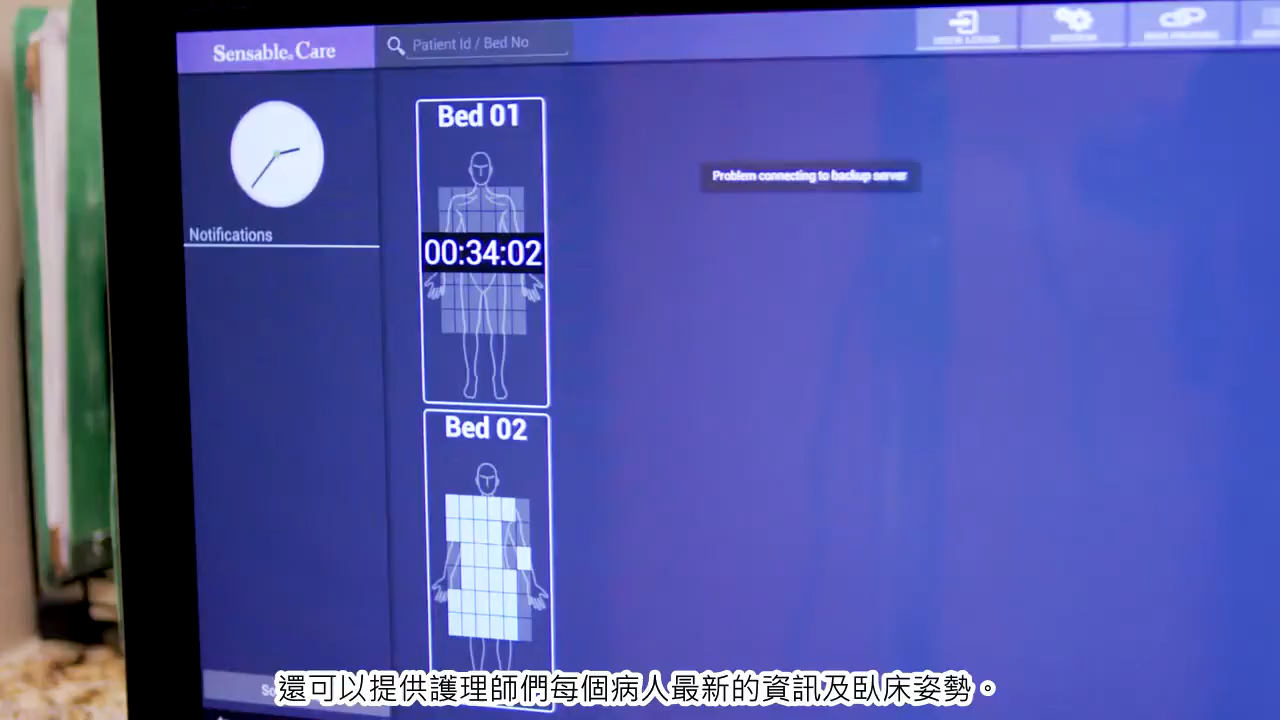 Sensable Care
Patient Id / Bed No
Bed 01
Problem connecting to backup server
Notifications
00:34:02
Bed 02
還可以提供護理師們每個病人最新的資訊及臥床姿勢。